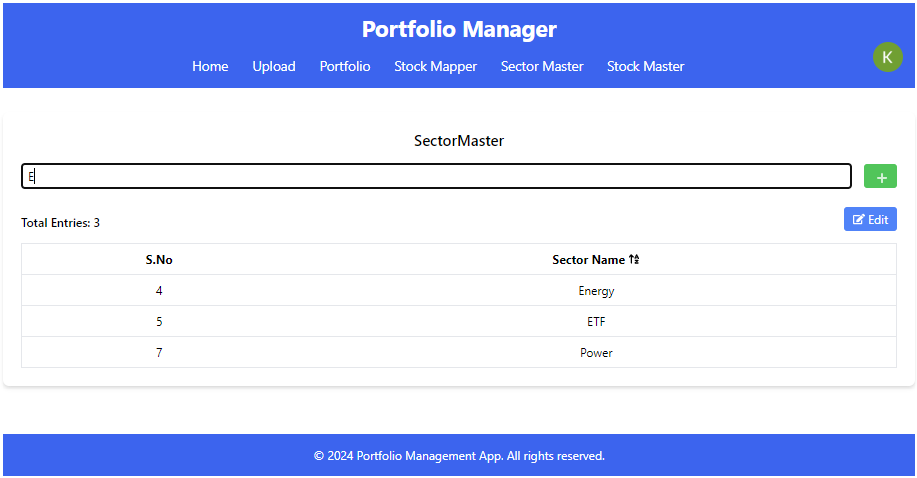 Portfolio Manager
Home Upload Portfolio Stock Mapper Sector Master Stock Master
K
SectorMaster
E
+
Total Entries: 3
Edit
S.No Sector Name
4 Energy
5 ETF
7 Power
© 2024 Portfolio Management App. All rights reserved.